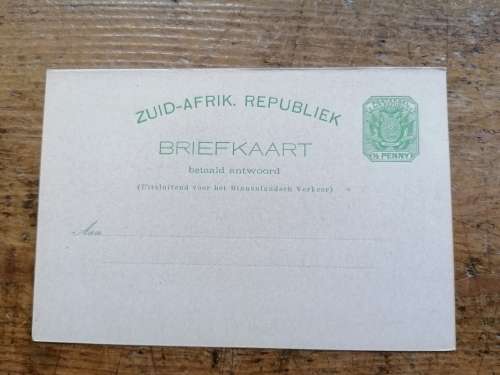 ZUID-AFRIK. REPUBLIEK
½ PENNY
BRIEFKAART
betaald antwoord
(Uitsluitend voor het Binnenlandsch Verkeer)
Aan